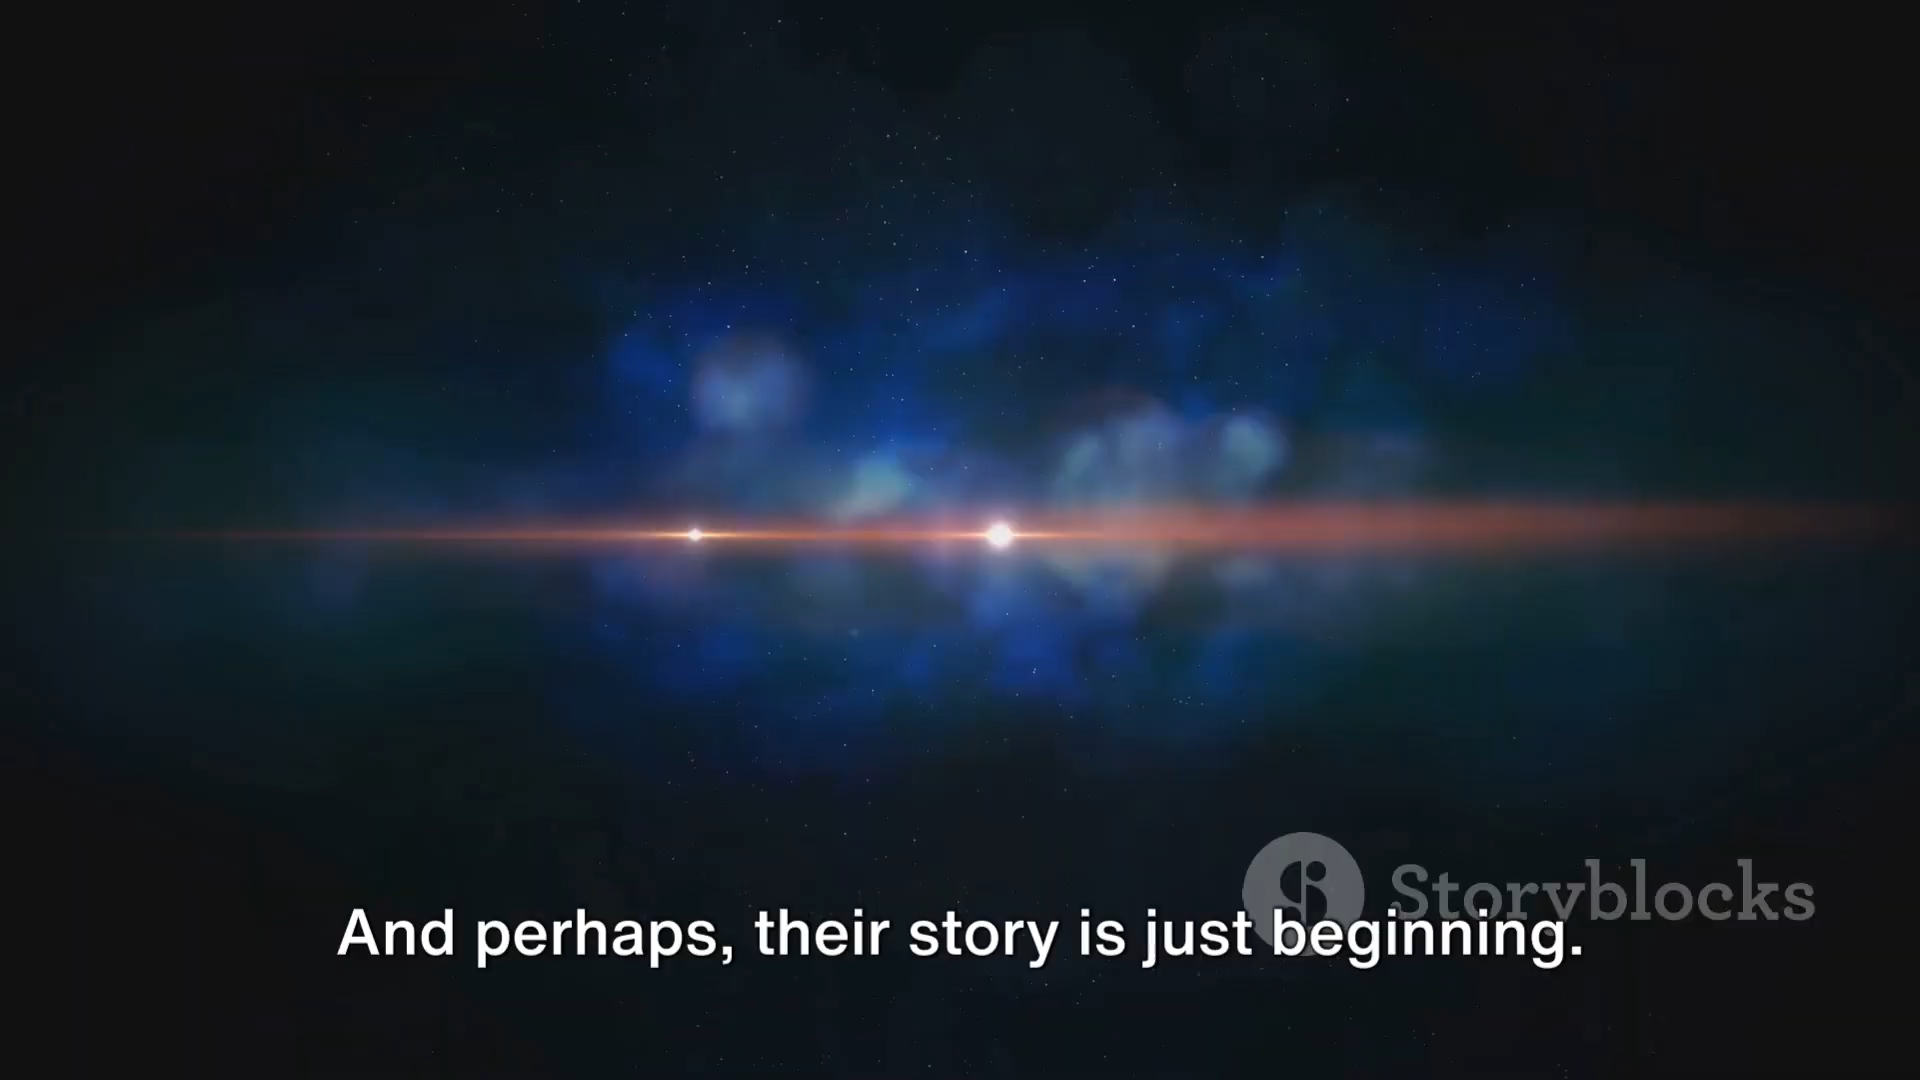 Storyblocks
And perhaps, their story is just beginning.